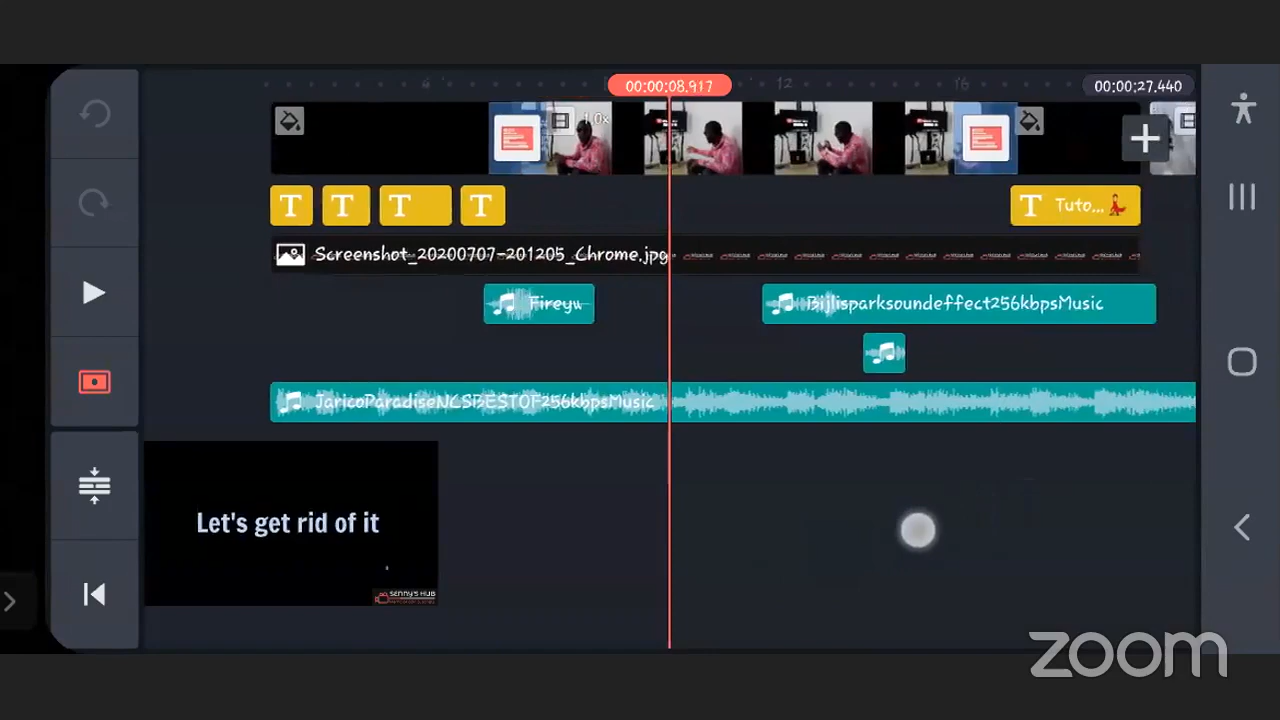 4
00:00:08.917
12
16
00:00:27.440
1.0x
T
T
T
T
T Tuto...
Screenshot_20200707-201205_Chrome.jpg
Fireyw
Bijlisparksoundeffect256kbpsMusic
JaricoParadiseNCSBESTOF256kbpsMusic
Let's get rid of it
SENNY'S HUB
zoom